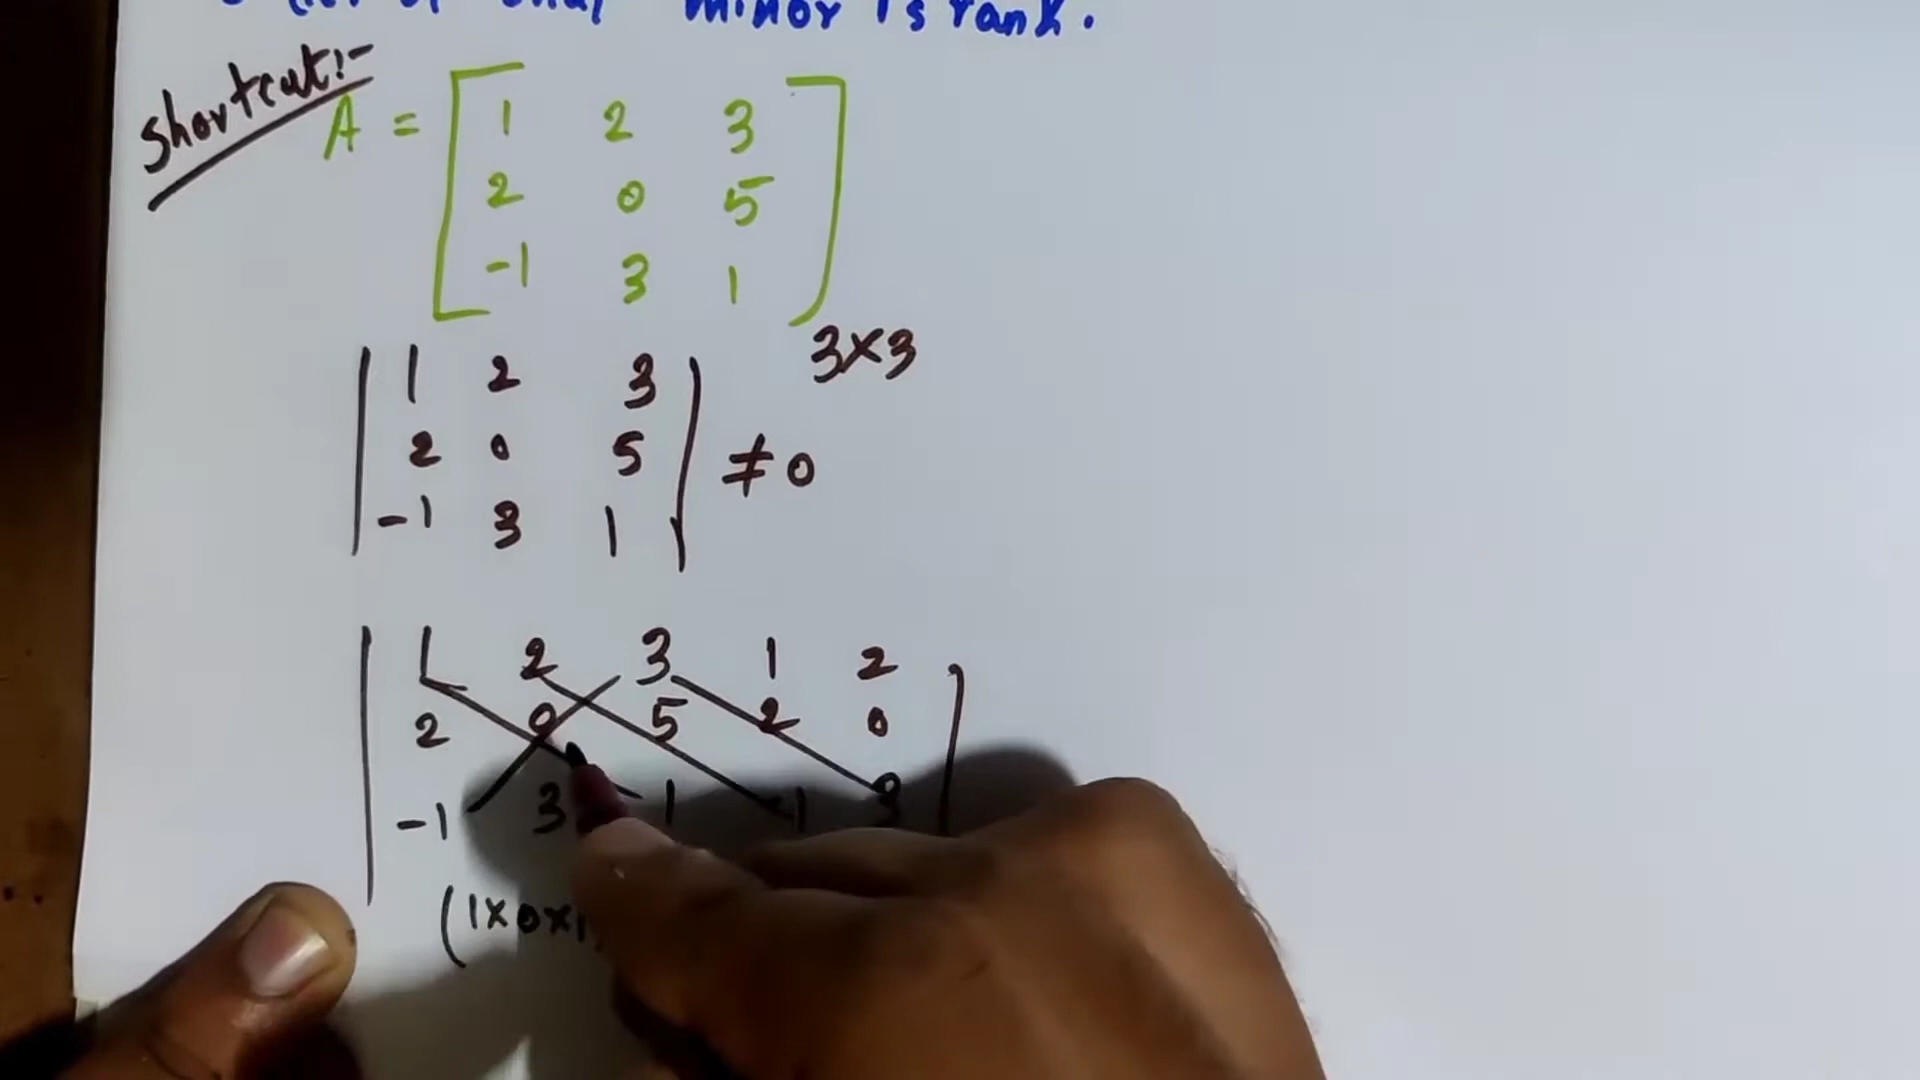 minor is rank.
Shortcut:-
A = [ 1 2 3
2 0 5
-1 3 1 ]
3×3
| 1 2 3
2 0 5
-1 3 1 | ≠ 0
| 1 2 3 1 2
2 0 5 2 0
-1 3 1 -1 3 |
(1×0×1